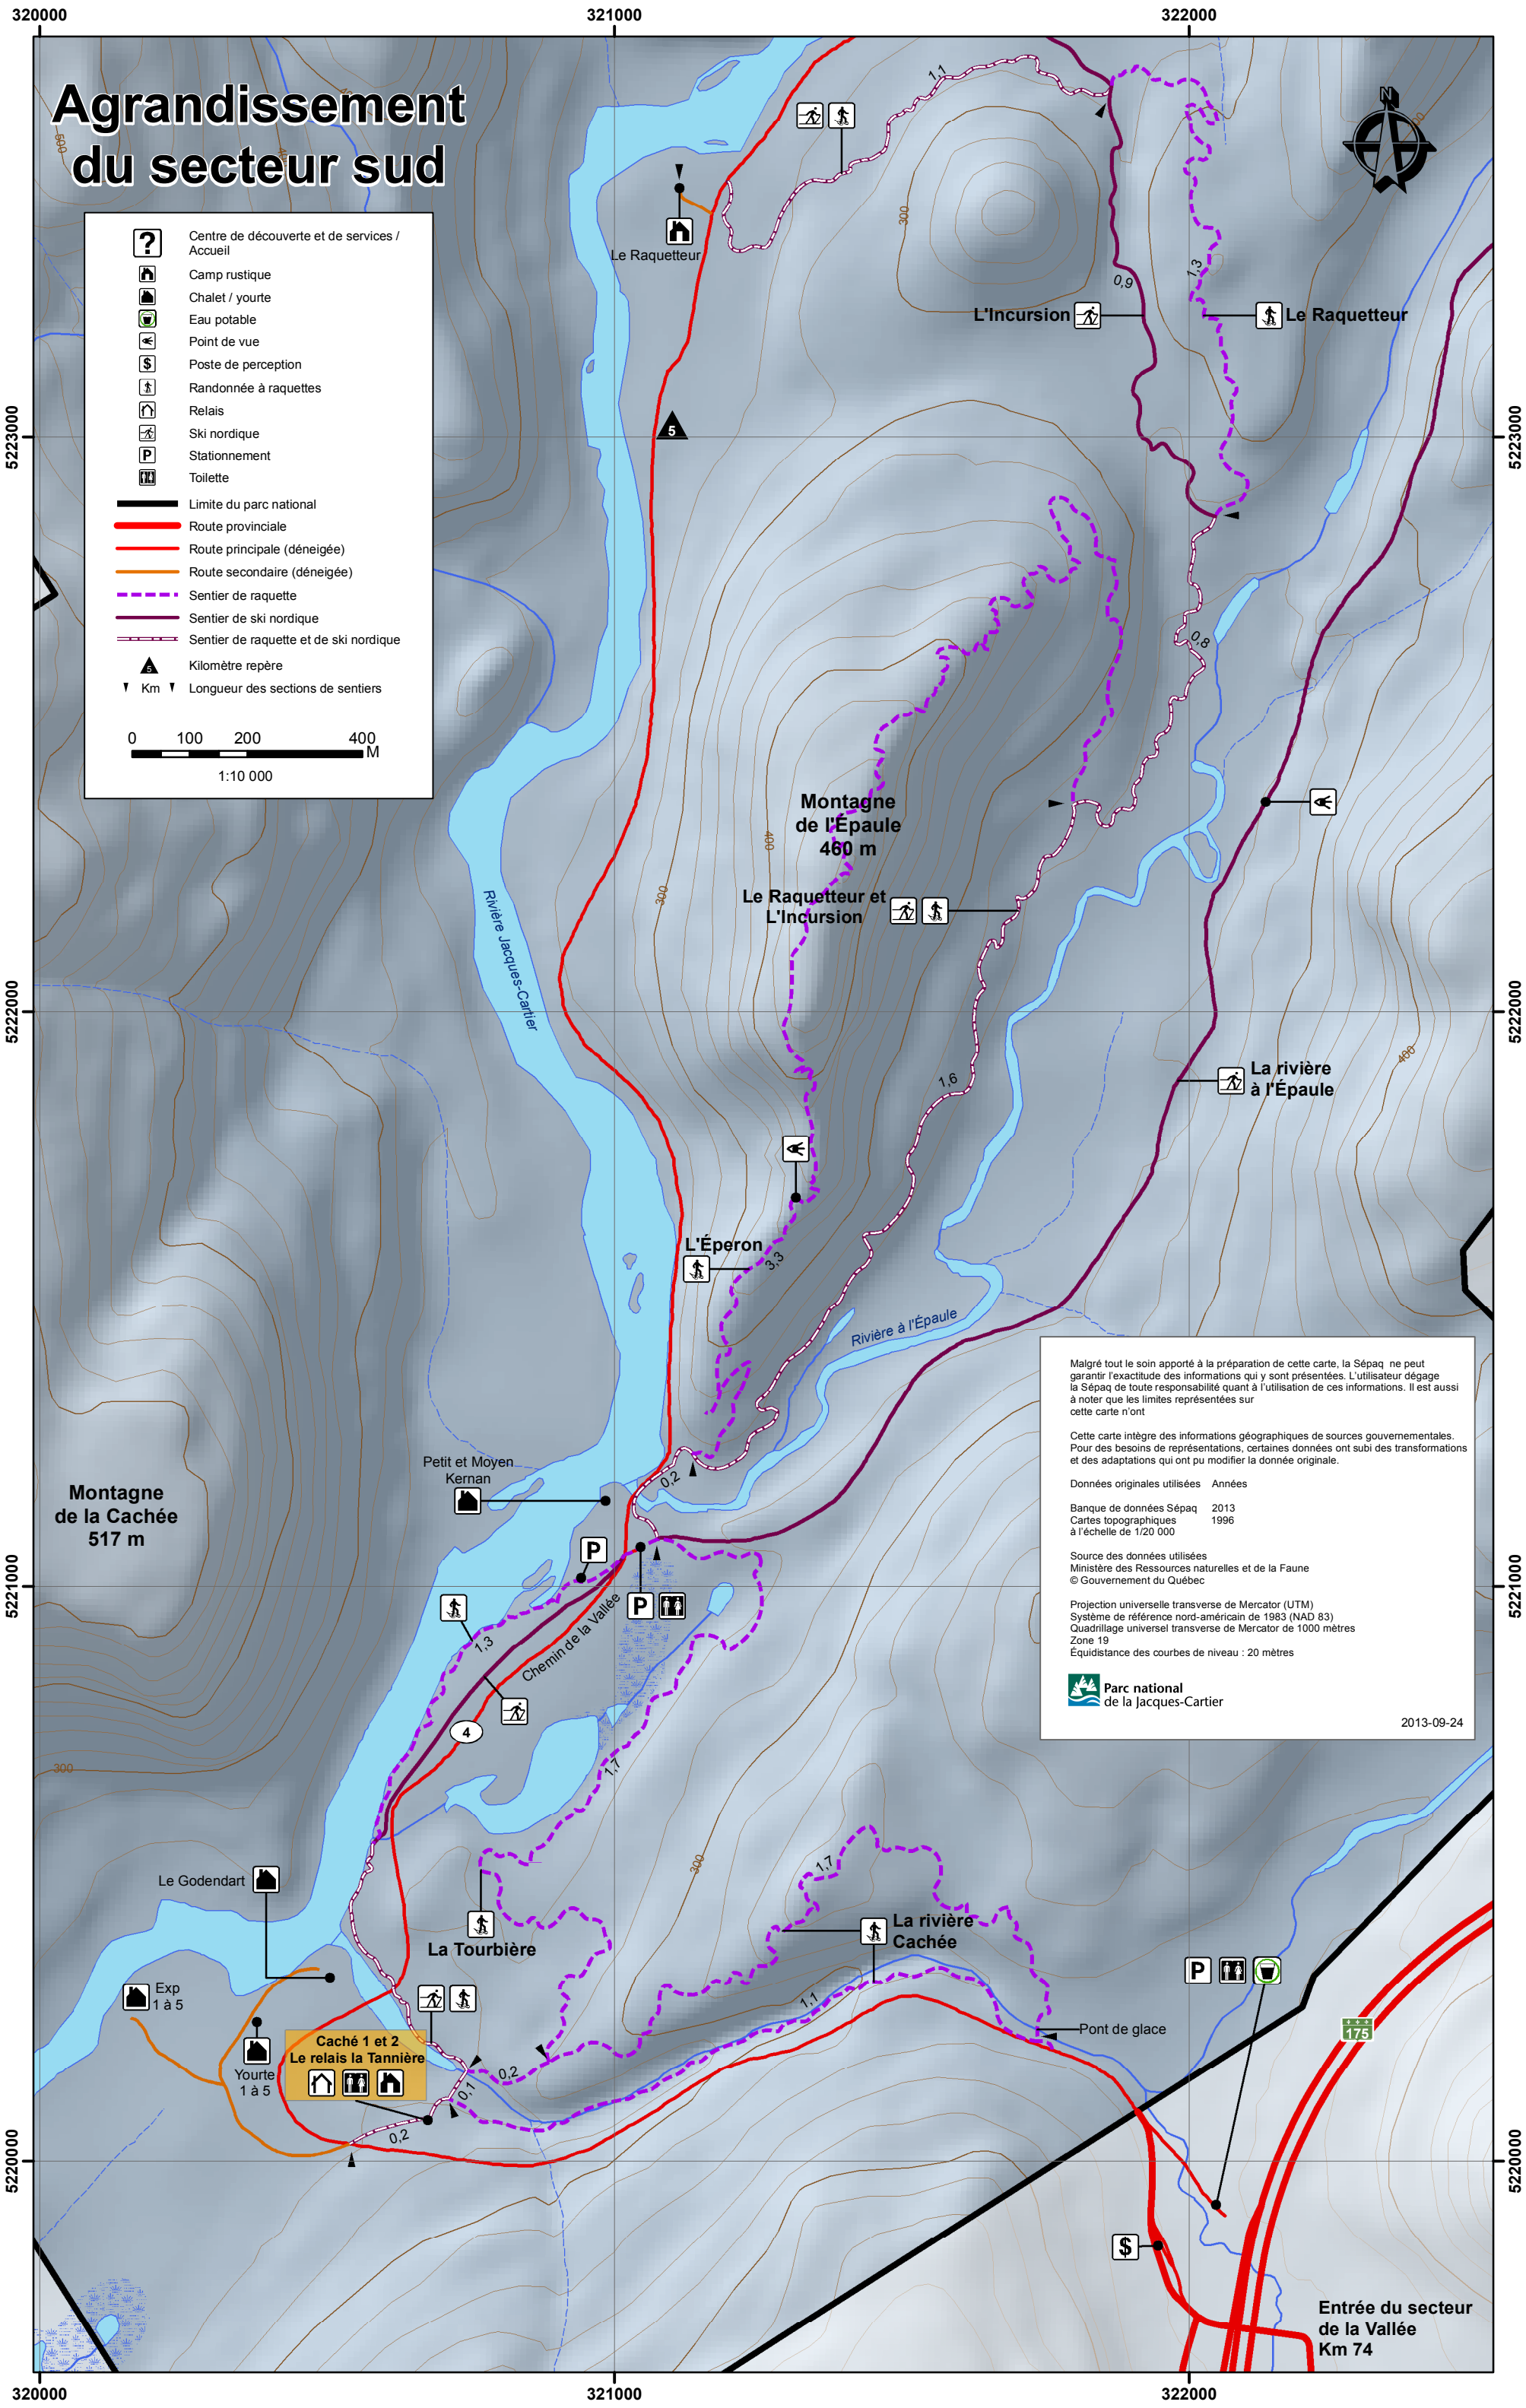 320000
321000
322000
Agrandissement
du secteur sud
N
?
Centre de découverte et de services /
Accueil
Camp rustique
Chalet / yourte
Eau potable
Point de vue
$
Poste de perception
Randonnée à raquettes
Relais
Ski nordique
P
Stationnement
Toilette
Limite du parc national
Route provinciale
Route principale (déneigée)
Route secondaire (déneigée)
Sentier de raquette
Sentier de ski nordique
Sentier de raquette et de ski nordique
5
Kilomètre repère
Km
Longueur des sections de sentiers
0 100 200 400
M
1:10 000
1,1
300
Le Raquetteur
0,9
1,3
L'Incursion
Le Raquetteur
5223000
5223000
5
0,8
Montagne
de l'Épaule
460 m
400
300
Le Raquetteur et
L'Incursion
Rivière Jacques-Cartier
5222000
5222000
400
1,6
La rivière
à l'Épaule
L'Éperon
3,3
Rivière à l'Épaule
Petit et Moyen
Kernan
0,2
Montagne
de la Cachée
517 m
P
P
5221000
5221000
1,3
Chemin de la Vallée
4
1,7
300
Malgré tout le soin apporté à la préparation de cette carte, la Sépaq ne peut
garantir l'exactitude des informations qui y sont présentées. L'utilisateur dégage
la Sépaq de toute responsabilité quant à l'utilisation de ces informations. Il est aussi
à noter que les limites représentées sur
cette carte n'ont
Cette carte intègre des informations géographiques de sources gouvernementales.
Pour des besoins de représentations, certaines données ont subi des transformations
et des adaptations qui ont pu modifier la donnée originale.
Données originales utilisées Années
Banque de données Sépaq 2013
Cartes topographiques 1996
à l'échelle de 1/20 000
Source des données utilisées
Ministère des Ressources naturelles et de la Faune
© Gouvernement du Québec
Projection universelle transverse de Mercator (UTM)
Système de référence nord-américain de 1983 (NAD 83)
Quadrillage universel transverse de Mercator de 1000 mètres
Zone 19
Équidistance des courbes de niveau : 20 mètres
Parc national
de la Jacques-Cartier
2013-09-24
300
1,7
Le Godendart
La Tourbière
La rivière
Cachée
P
Exp
1 à 5
1,1
Pont de glace
175
Caché 1 et 2
Le relais la Tannière
Yourte
1 à 5
0,2
0,1
0,2
5220000
5220000
$
Entrée du secteur
de la Vallée
Km 74
320000
321000
322000